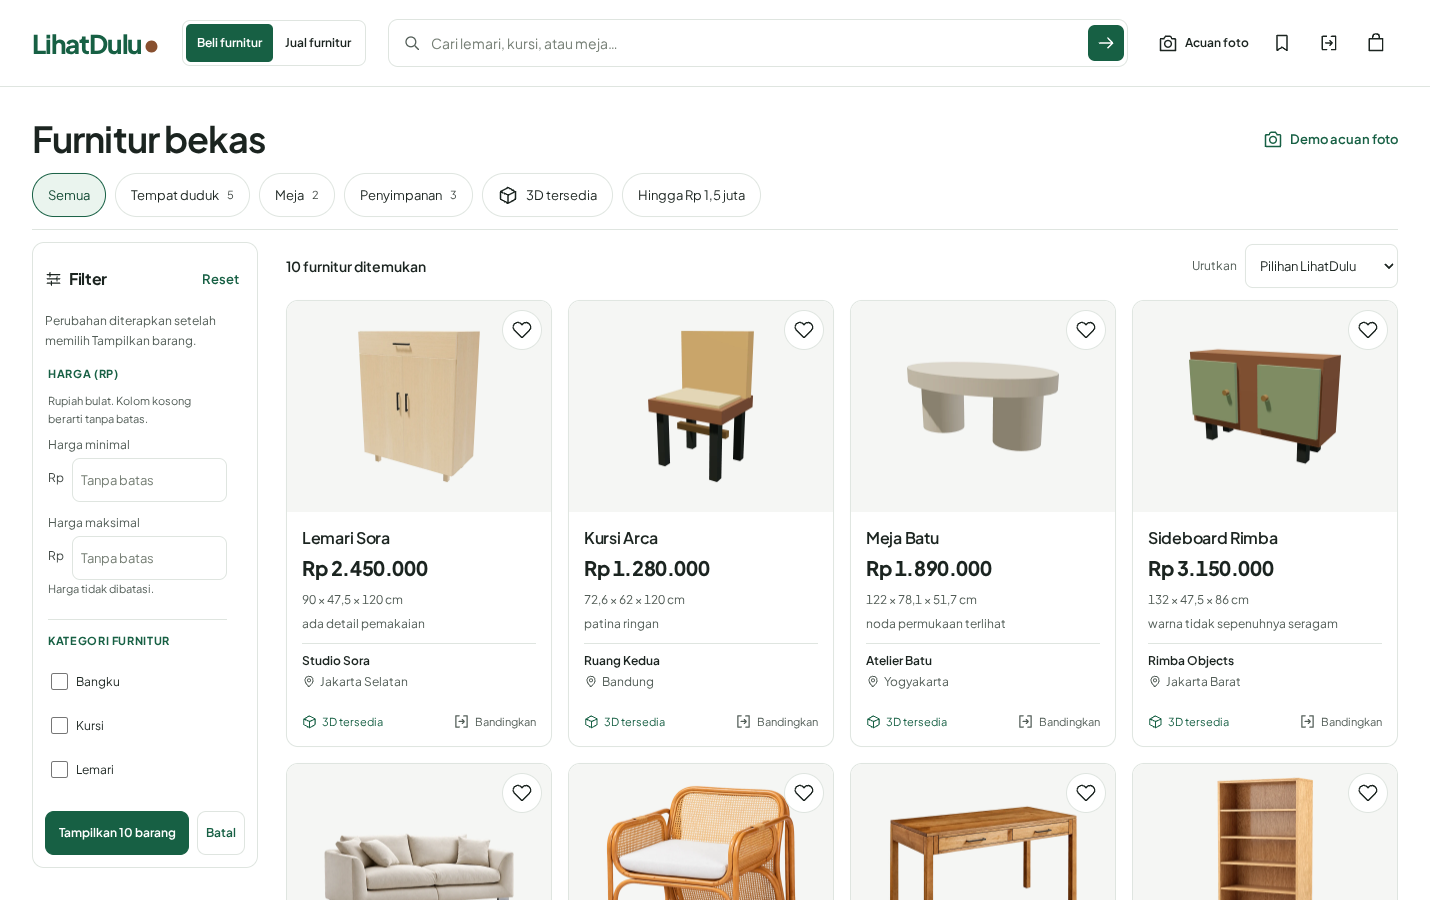 LihatDulu
Beli furnitur
Jual furnitur
Cari lemari, kursi, atau meja...
Acuan foto
Furnitur bekas
Demo acuan foto
Semua
Tempat duduk 5
Meja 2
Penyimpanan 3
3D tersedia
Hingga Rp 1,5 juta
Filter
Reset
Perubahan diterapkan setelah
memilih Tampilkan barang.
HARGA (RP)
Rupiah bulat. Kolom kosong
berarti tanpa batas.
Harga minimal
Rp Tanpa batas
Harga maksimal
Rp Tanpa batas
Harga tidak dibatasi.
KATEGORI FURNITUR
Bangku
Kursi
Lemari
Tampilkan 10 barang
Batal
10 furnitur ditemukan
Urutkan
Pilihan LihatDulu
Lemari Sora
Rp 2.450.000
90 × 47,5 × 120 cm
ada detail pemakaian
Studio Sora
Jakarta Selatan
3D tersedia
Bandingkan
Kursi Arca
Rp 1.280.000
72,6 × 62 × 120 cm
patina ringan
Ruang Kedua
Bandung
3D tersedia
Bandingkan
Meja Batu
Rp 1.890.000
122 × 78,1 × 51,7 cm
noda permukaan terlihat
Atelier Batu
Yogyakarta
3D tersedia
Bandingkan
Sideboard Rimba
Rp 3.150.000
132 × 47,5 × 86 cm
warna tidak sepenuhnya seragam
Rimba Objects
Jakarta Barat
3D tersedia
Bandingkan